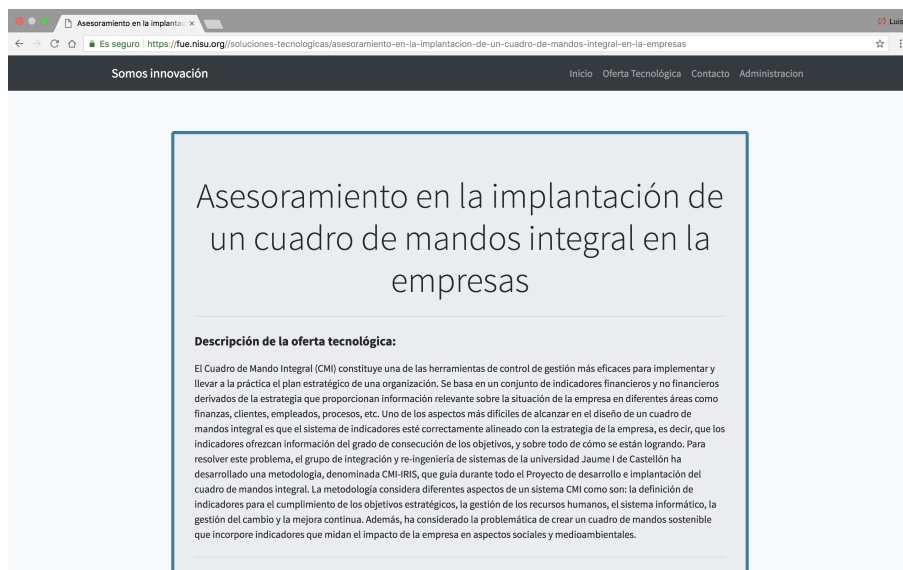 Asesoramiento en la implantac
Luis
Es seguro https://fue.nisu.org//soluciones-tecnologicas/asesoramiento-en-la-implantacion-de-un-cuadro-de-mandos-integral-en-la-empresas
Somos innovación Inicio Oferta Tecnológica Contacto Administracion
Asesoramiento en la implantación de
un cuadro de mandos integral en la
empresas
Descripción de la oferta tecnológica:
El Cuadro de Mando Integral (CMI) constituye una de las herramientas de control de gestión más eficaces para implementar y
llevar a la práctica el plan estratégico de una organización. Se basa en un conjunto de indicadores financieros y no financieros
derivados de la estrategia que proporcionan información relevante sobre la situación de la empresa en diferentes áreas como
finanzas, clientes, empleados, procesos, etc. Uno de los aspectos más difíciles de alcanzar en el diseño de un cuadro de
mandos integral es que el sistema de indicadores esté correctamente alineado con la estrategia de la empresa, es decir, que los
indicadores ofrezcan información del grado de consecución de los objetivos, y sobre todo de cómo se están logrando. Para
resolver este problema, el grupo de integración y re-ingeniería de sistemas de la universidad Jaume I de Castellón ha
desarrollado una metodología, denominada CMI-IRIS, que guía durante todo el Proyecto de desarrollo e implantación del
cuadro de mandos integral. La metodología considera diferentes aspectos de un sistema CMI como son: la definición de
indicadores para el cumplimiento de los objetivos estratégicos, la gestión de los recursos humanos, el sistema informático, la
gestión del cambio y la mejora continua. Además, ha considerado la problemática de crear un cuadro de mandos sostenible
que incorpore indicadores que midan el impacto de la empresa en aspectos sociales y medioambientales.